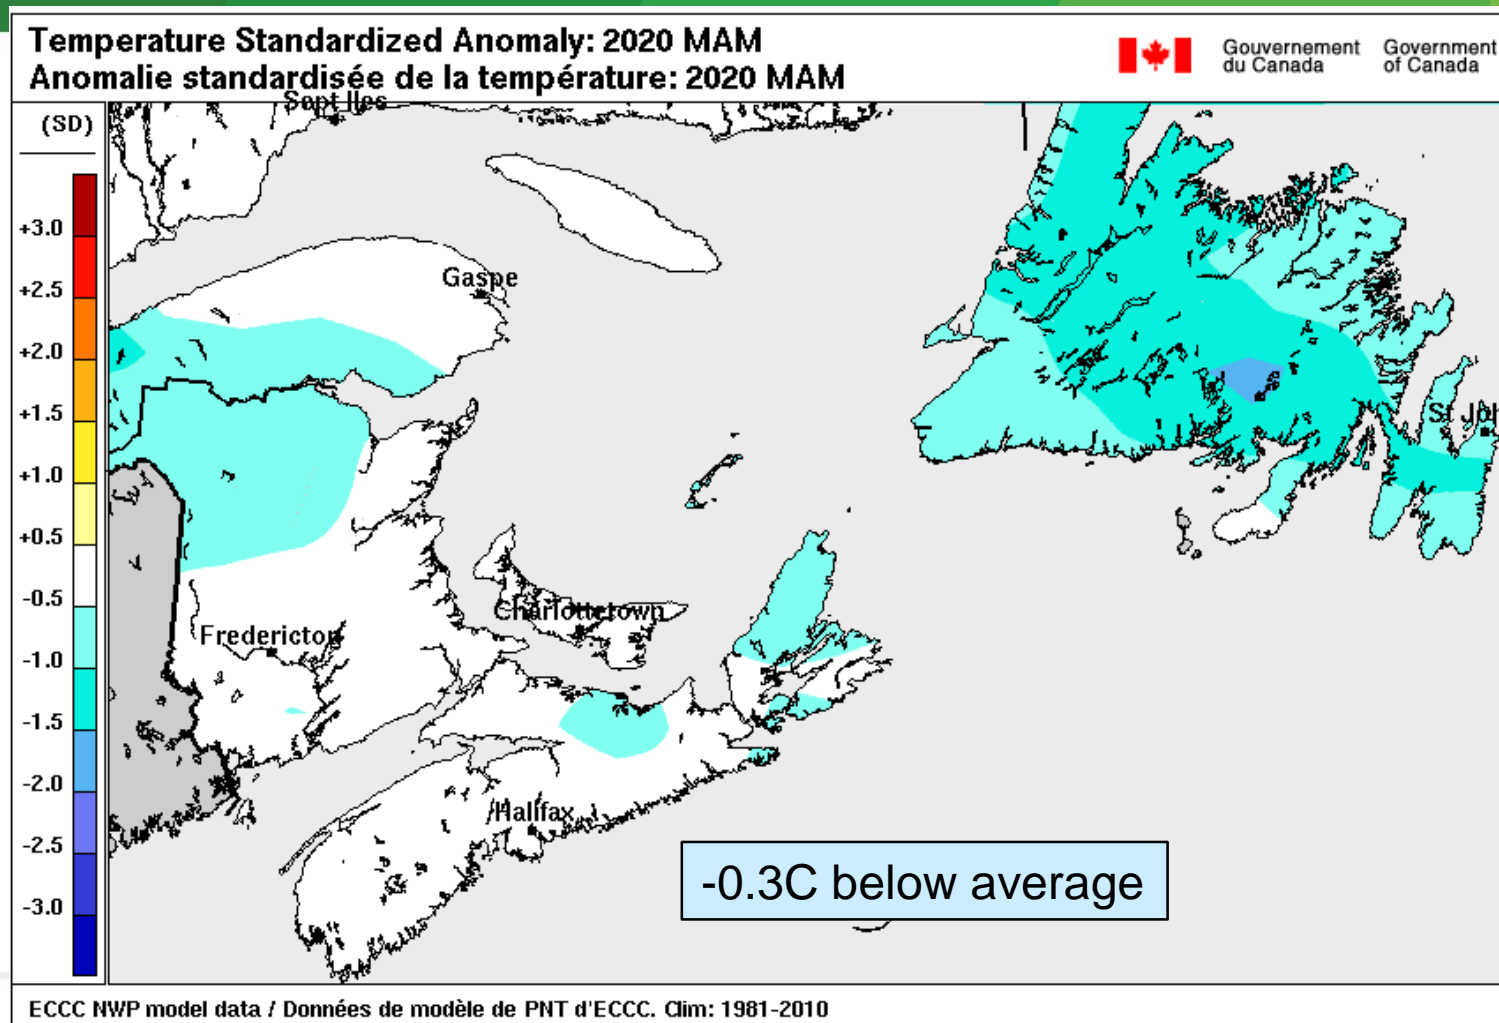 Temperature Standardized Anomaly: 2020 MAM
Anomalie standardisée de la température: 2020 MAM
Gouvernement du Canada
Government of Canada
(SD)
+3.0
+2.5
+2.0
+1.5
+1.0
+0.5
-0.5
-1.0
-1.5
-2.0
-2.5
-3.0
Sept Iles
Gaspe
St Joh
Charlottetown
Fredericton
Halifax
-0.3C below average
ECCC NWP model data / Données de modèle de PNT d'ECCC. Clim: 1981-2010